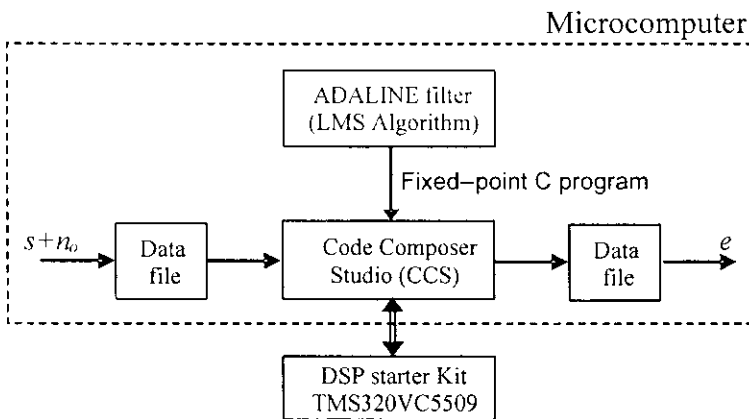 Microcomputer
ADALINE filter
(LMS Algorithm)
Fixed–point C program
s+nₒ
Data
file
Code Composer
Studio (CCS)
Data
file
e
DSP starter Kit
TMS320VC5509